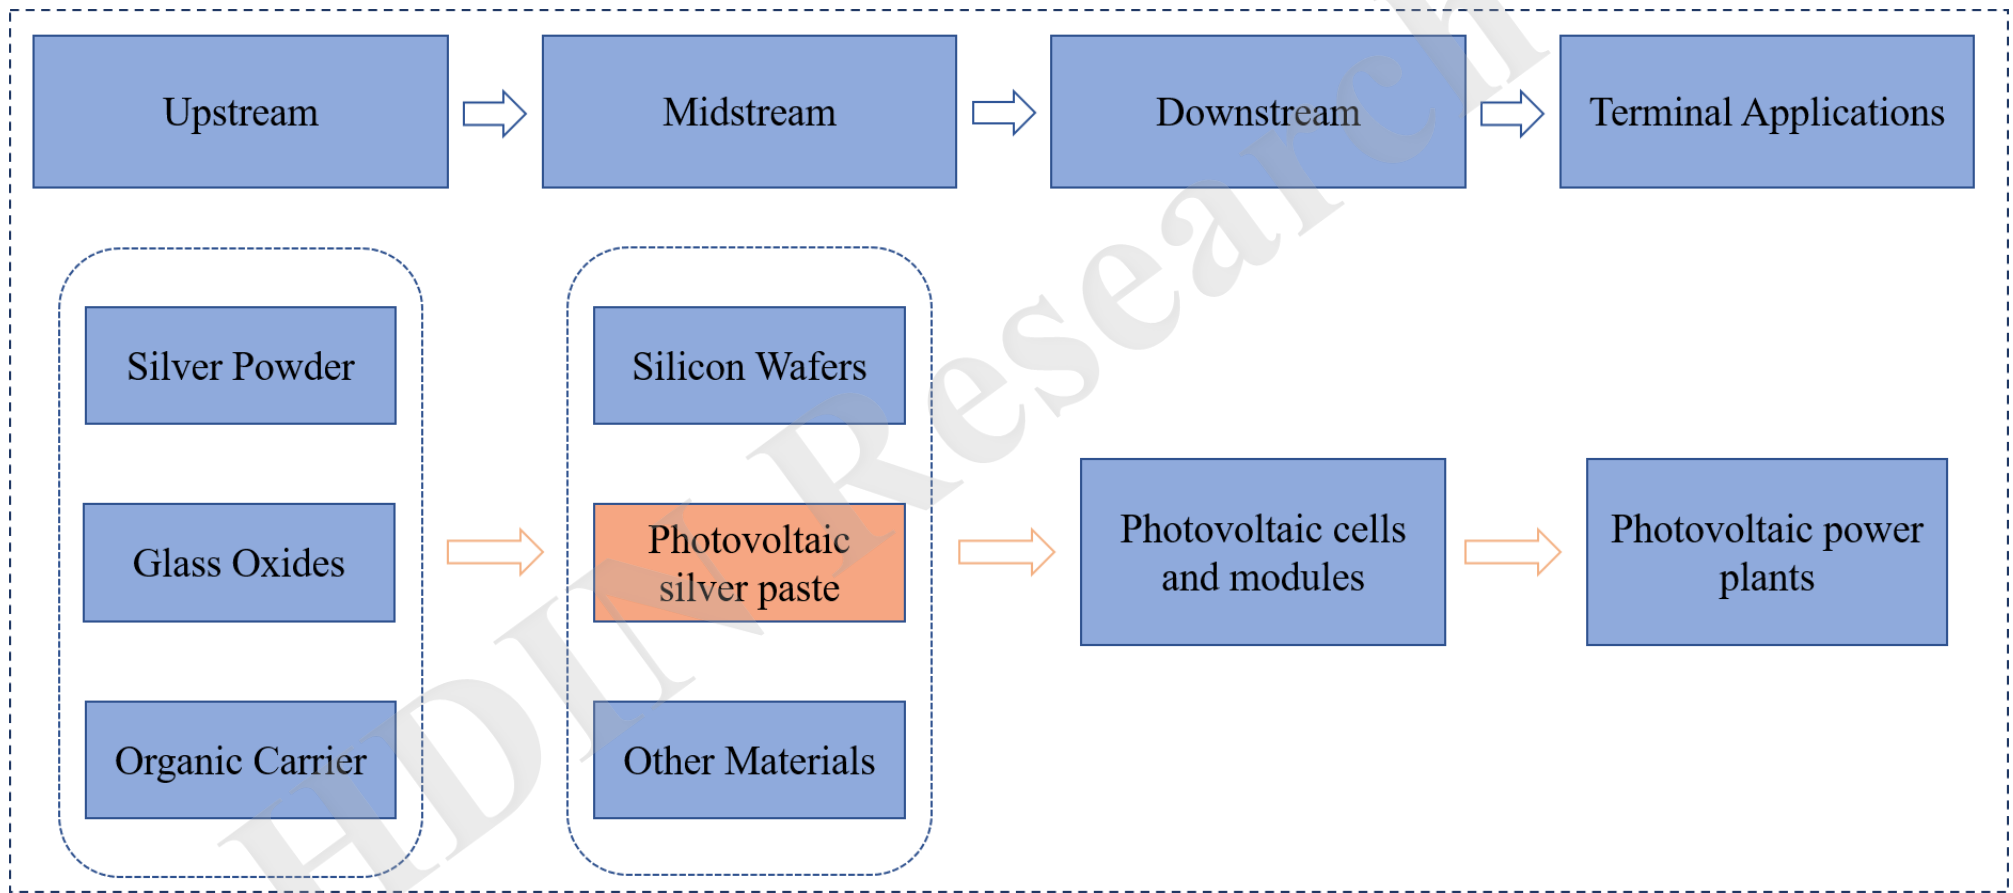 Upstream
Midstream
Downstream
Terminal Applications
Silver Powder
Glass Oxides
Organic Carrier
Silicon Wafers
Photovoltaic
silver paste
Other Materials
Photovoltaic cells
and modules
Photovoltaic power
plants
HDIN Research